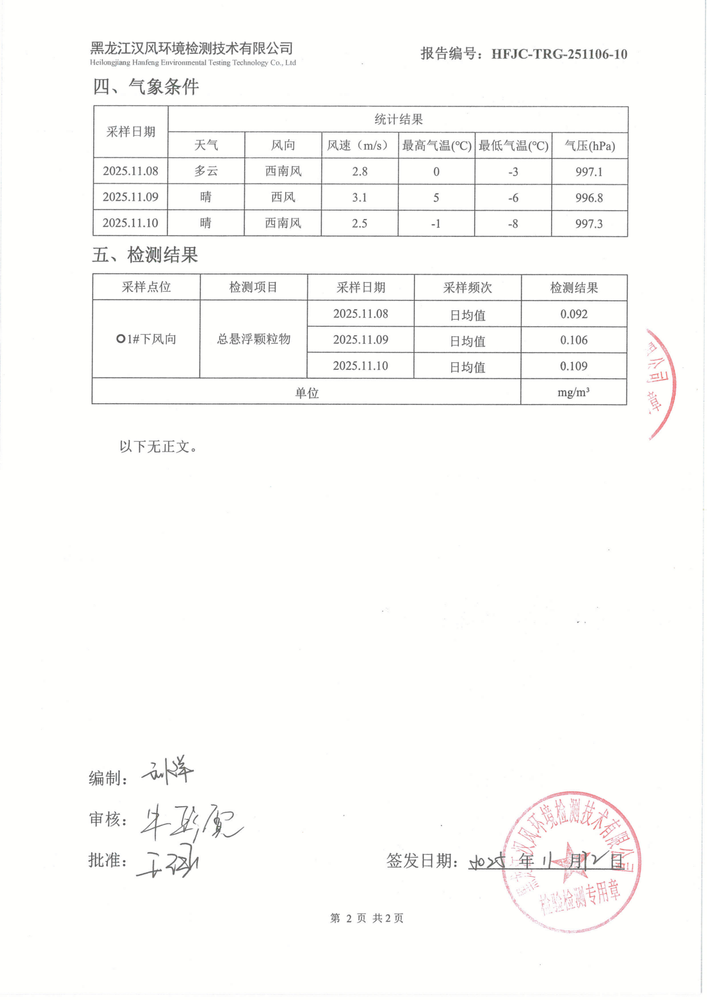 黑龙江汉风环境检测技术有限公司
Heilongjiang Hanfeng Environmental Testing Technology Co., Ltd
报告编号：HFJC-TRG-251106-10
四、气象条件
采样日期 统计结果
天气 风向 风速（m/s） 最高气温(℃) 最低气温(℃) 气压(hPa)
2025.11.08 多云 西南风 2.8 0 -3 997.1
2025.11.09 晴 西风 3.1 5 -6 996.8
2025.11.10 晴 西南风 2.5 -1 -8 997.3
五、检测结果
采样点位 检测项目 采样日期 采样频次 检测结果
○1#下风向 总悬浮颗粒物 2025.11.08 日均值 0.092
2025.11.09 日均值 0.106
2025.11.10 日均值 0.109
单位 mg/m³
限公司
章
以下无正文。
编制：刘洋
审核：牛
批准：王
签发日期：2025年11月12日
黑龙江汉风环境检测技术有限公司
检验检测专用章
第 2 页 共2页